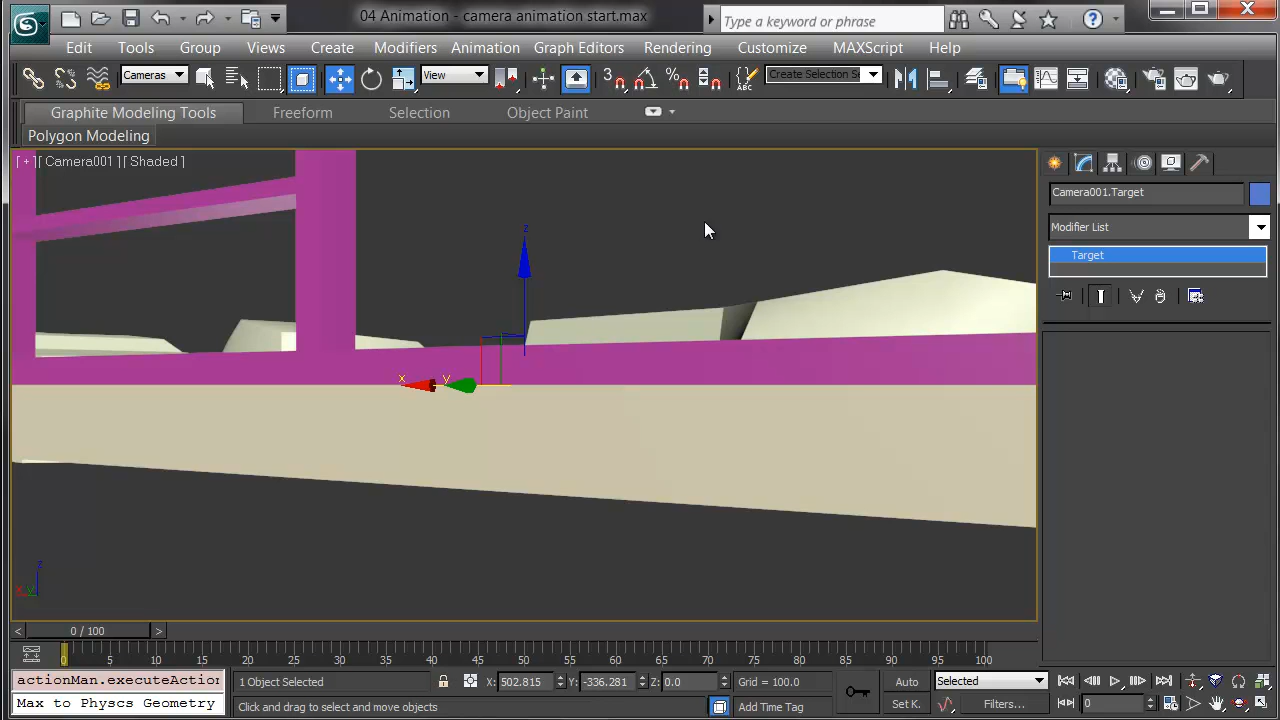 04 Animation - camera animation start.max
Type a keyword or phrase
Edit Tools Group Views Create Modifiers Animation Graph Editors Rendering Customize MAXScript Help
Cameras View Create Selection Se
Graphite Modeling Tools Freeform Selection Object Paint
Polygon Modeling
[ + ][ Camera001 ][ Shaded ]
Camera001.Target
Modifier List
Target
z
x y
z
x y
0 / 100
0 5 10 15 20 25 30 35 40 45 50 55 60 65 70 75 80 85 90 95 100
actionMan.executeAction
1 Object Selected X: 502.815 Y: -336.281 Z: 0.0 Grid = 100.0 Auto Selected
Max to Physcs Geometry
Click and drag to select and move objects Add Time Tag Set K. Filters... 0